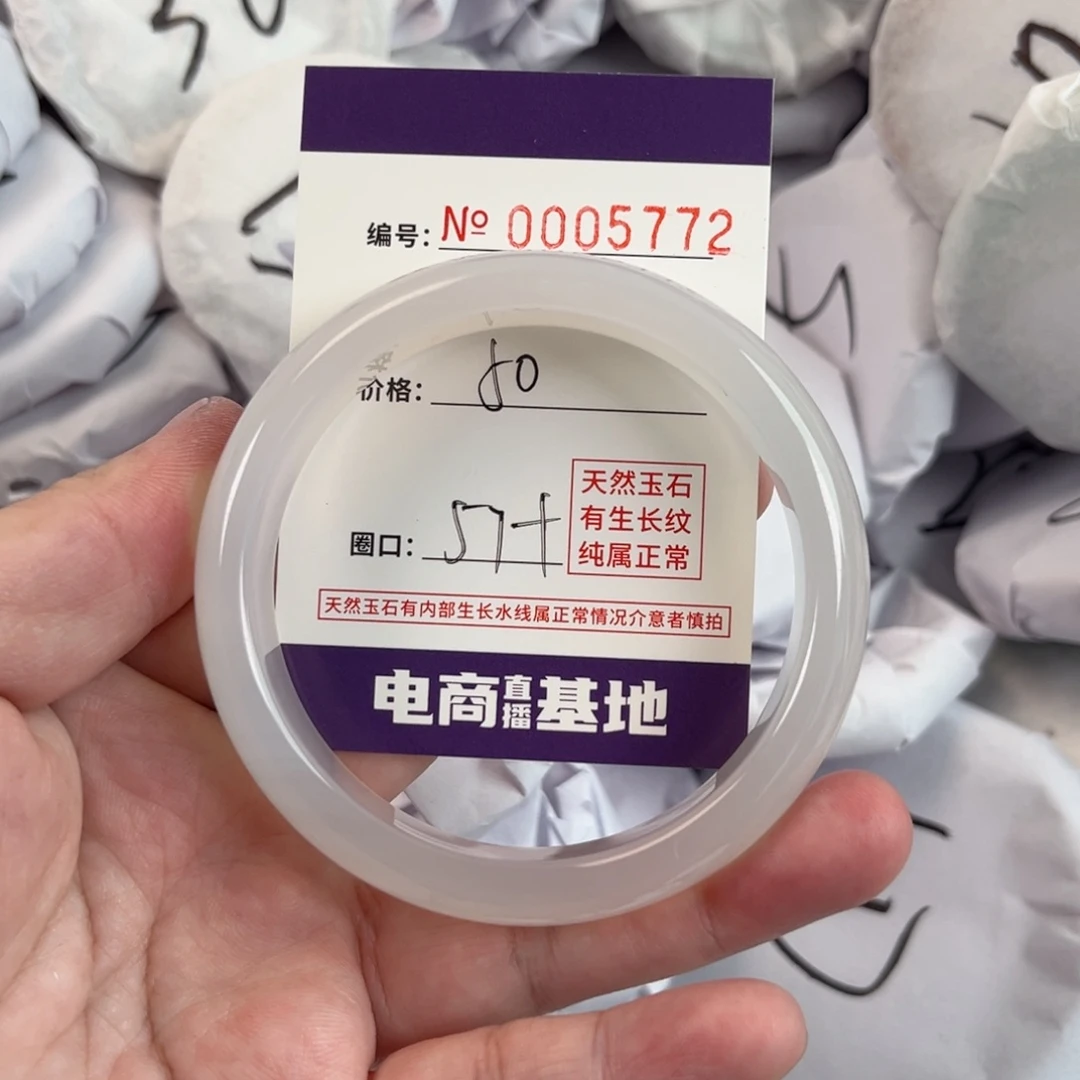 编号: № 0005772
价格: 80
圈口: 57+
天然玉石
有生长纹
纯属正常
天然玉石有内部生长水线属正常情况介意者慎拍
电商直播基地